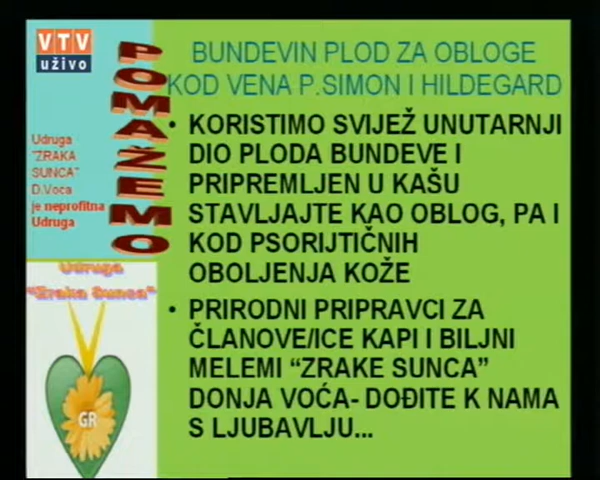 VTV
uživo
POMAŽEMO
Udruga
"ZRAKA
SUNCA"
D.Voca
je neprofitna
Udruga
Udruga
"Zraka Sunca"
GR
BUNDEVIN PLOD ZA OBLOGE
KOD VENA P.SIMON I HILDEGARD
• KORISTIMO SVIJEŽ UNUTARNJI
DIO PLODA BUNDEVE I
PRIPREMLJEN U KAŠU
STAVLJAJTE KAO OBLOG, PA I
KOD PSORIJTIČNIH
OBOLJENJA KOŽE
• PRIRODNI PRIPRAVCI ZA
ČLANOVE/ICE KAPI I BILJNI
MELEMI “ZRAKE SUNCA”
DONJA VOĆA- DOĐITE K NAMA
S LJUBAVLJU...